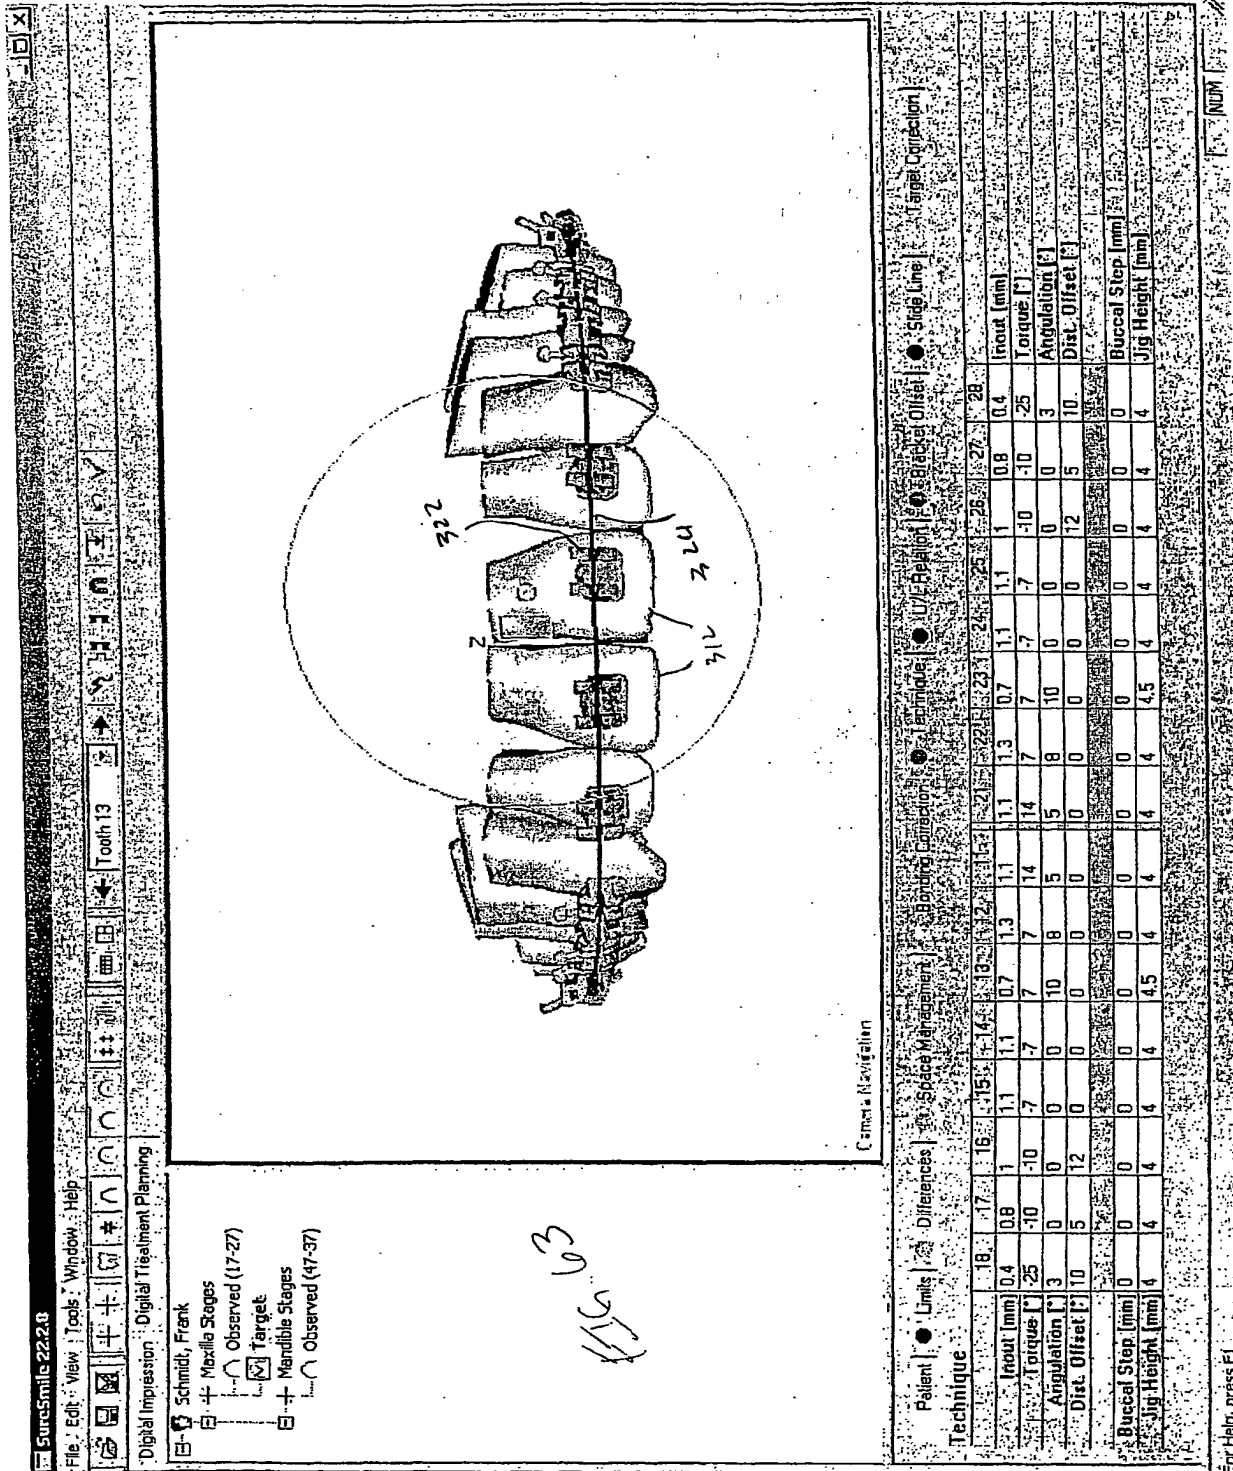 SureSmile 22.2.0
File Edit View Tools Window Help
Tooth 13
Digital Impression Digital Treatment Planning
Schmidt, Frank
Maxilla Stages
Observed (17-27)
Target
Mandible Stages
Observed (47-37)
FIG. 63
322
324
312
Z
Camera Navigation
Patient Limits Differences Space Management Bonding Correction Technique U/L Relation Bracket Offset Slide Line Target Correction
Technique
18 17 16 15 14 13 12 11 21 22 23 24 25 26 27 28
Inout [mm] 0.4 0.8 1 1.1 1.1 0.7 1.3 1.1 1.1 1.3 0.7 1.1 1.1 1 0.8 0.4 Inout [mm]
Torque [°] -25 -10 -10 -7 -7 7 7 14 14 7 7 -7 -7 -10 -10 -25 Torque [°]
Angulation [°] 3 0 0 0 0 10 8 5 5 8 10 0 0 0 0 3 Angulation [°]
Dist. Offset [°] 10 5 12 0 0 0 0 0 0 0 0 0 0 12 5 10 Dist. Offset [°]
Buccal Step [mm] 0 0 0 0 0 0 0 0 0 0 0 0 0 0 0 0 Buccal Step [mm]
Jig Height [mm] 4 4 4 4 4 4.5 4 4 4 4 4.5 4 4 4 4 4 Jig Height [mm]
For Help, press F1
NUM